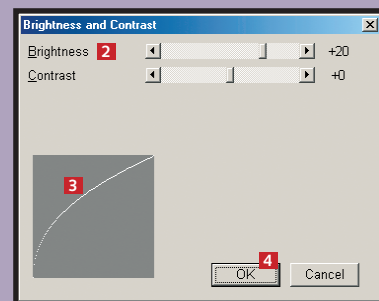 Brightness and Contrast
Brightness 2 +20
Contrast +0
3
4
OK Cancel